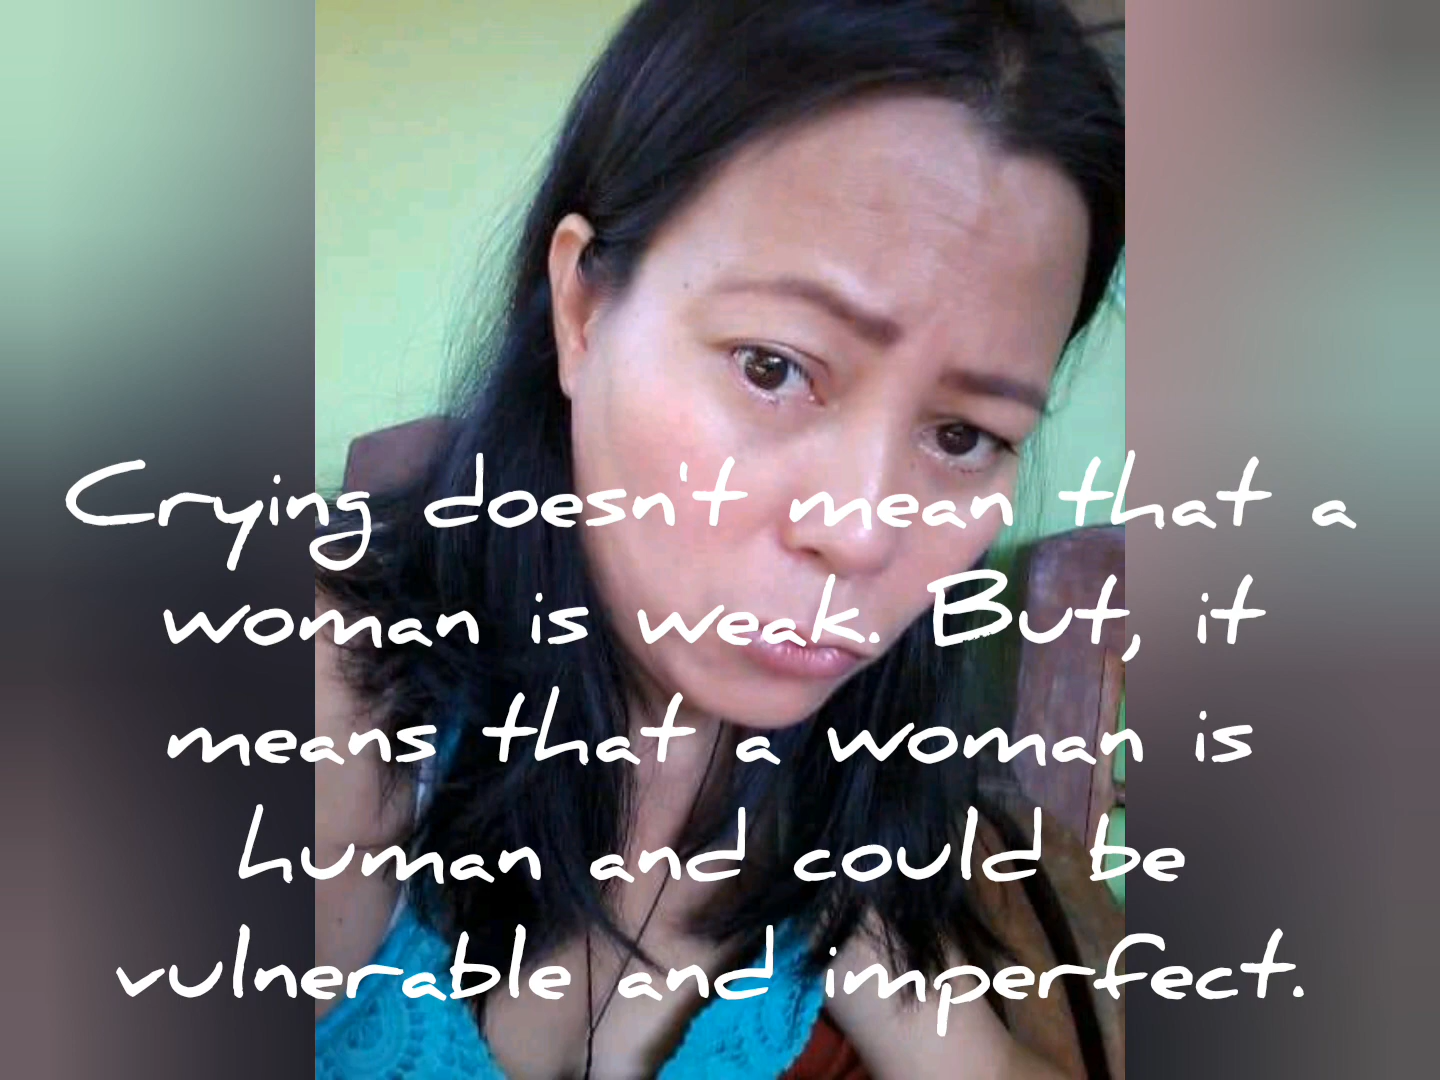 Crying doesn't mean that a
woman is weak. But, it
means that a woman is
human and could be
vulnerable and imperfect.